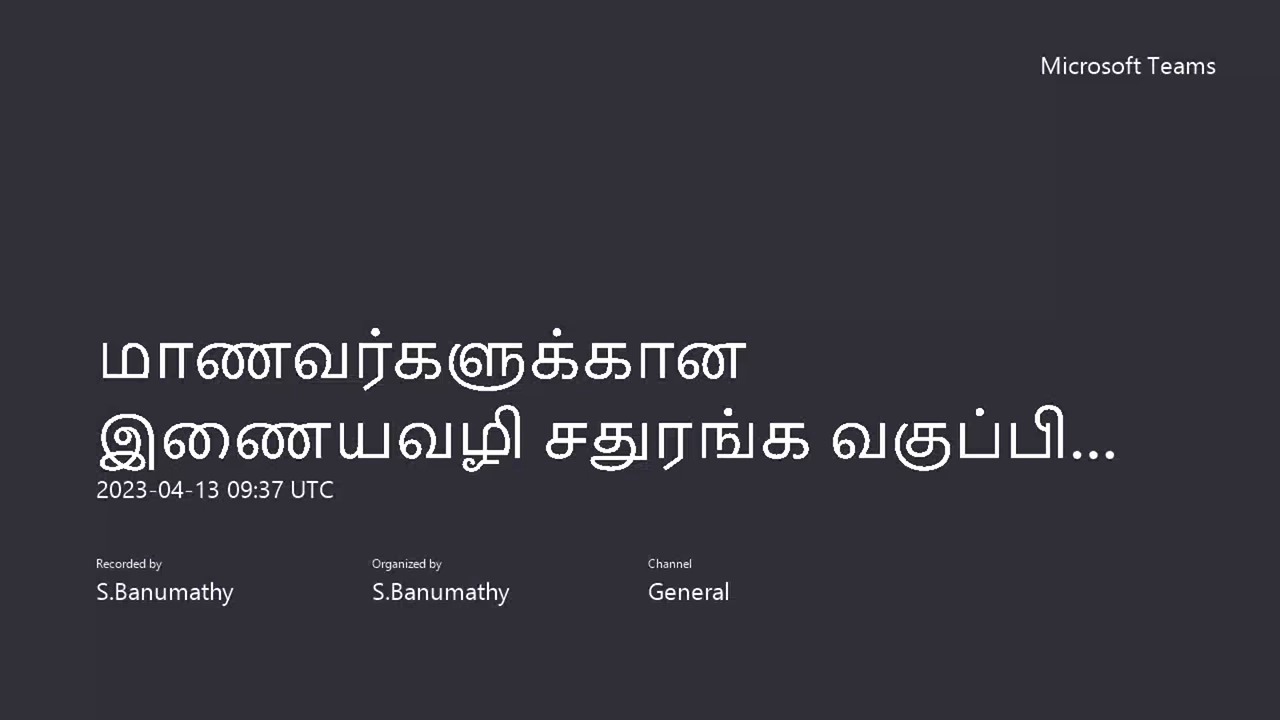 Microsoft Teams
மாணவர்களுக்கான
இணையவழி சதுரங்க வகுப்பி...
2023-04-13 09:37 UTC
Recorded by Organized by Channel
S.Banumathy S.Banumathy General